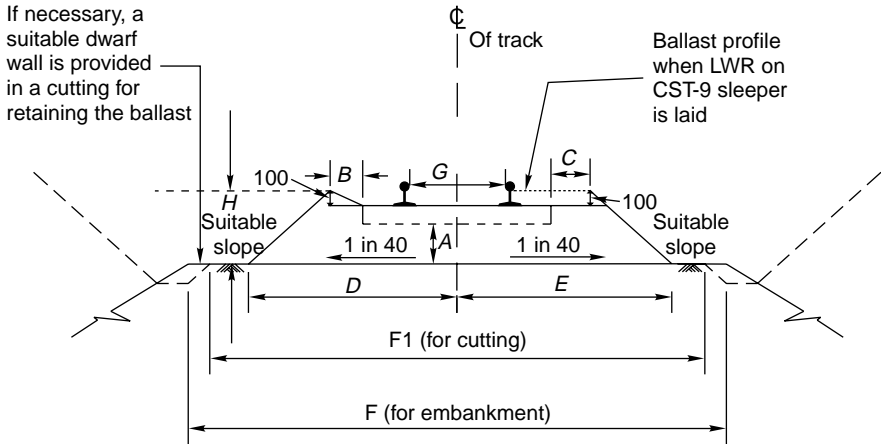 If necessary, a
suitable dwarf
wall is provided
in a cutting for
retaining the ballast
℄
Of track
Ballast profile
when LWR on
CST-9 sleeper
is laid
100
B
G
C
100
H
Suitable
slope
A
Suitable
slope
1 in 40
1 in 40
D
E
F1 (for cutting)
F (for embankment)